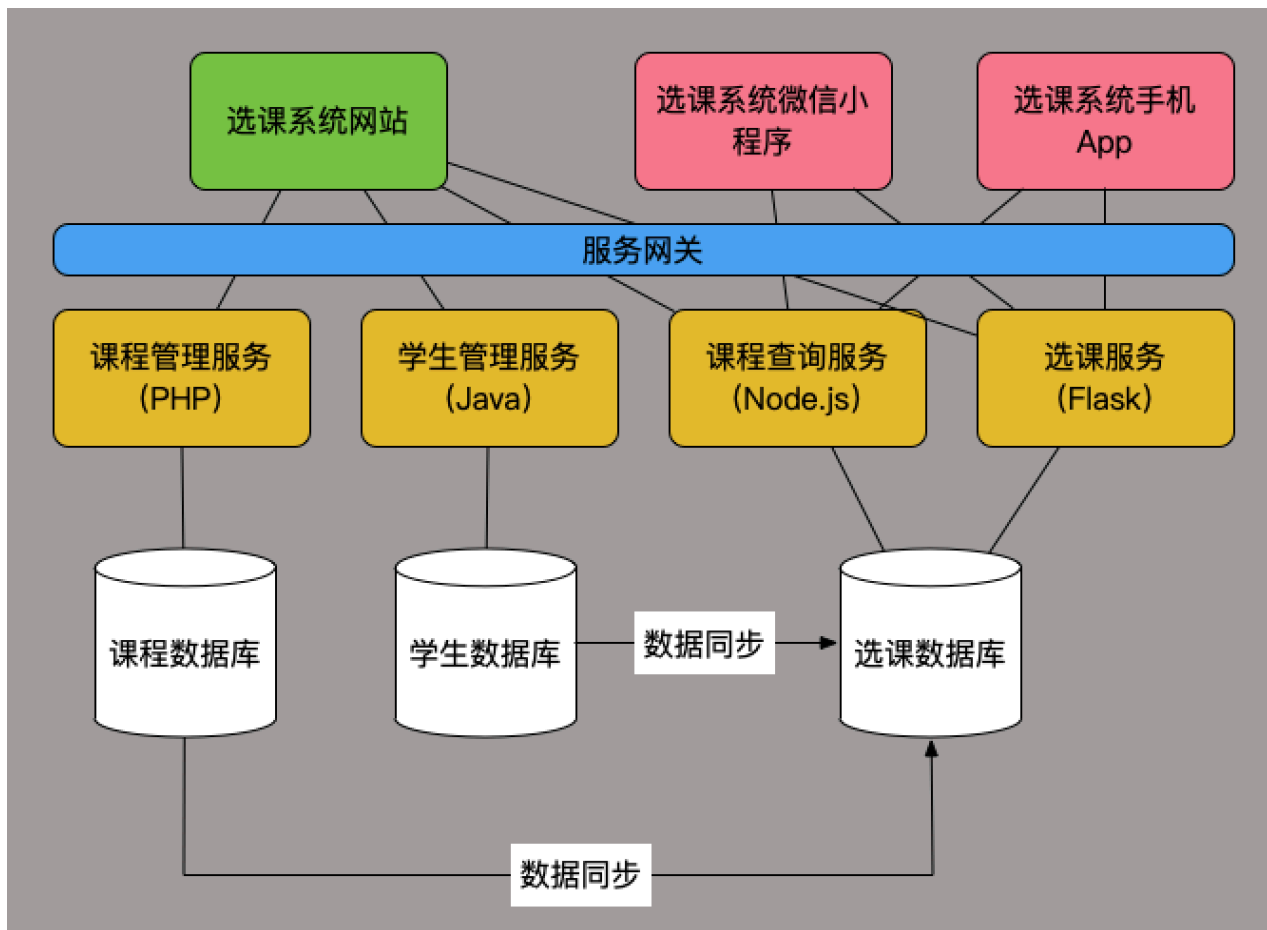 选课系统网站
选课系统微信小
程序
选课系统手机
App
服务网关
课程管理服务
（PHP）
学生管理服务
（Java）
课程查询服务
（Node.js）
选课服务
（Flask）
课程数据库
学生数据库
数据同步
选课数据库
数据同步